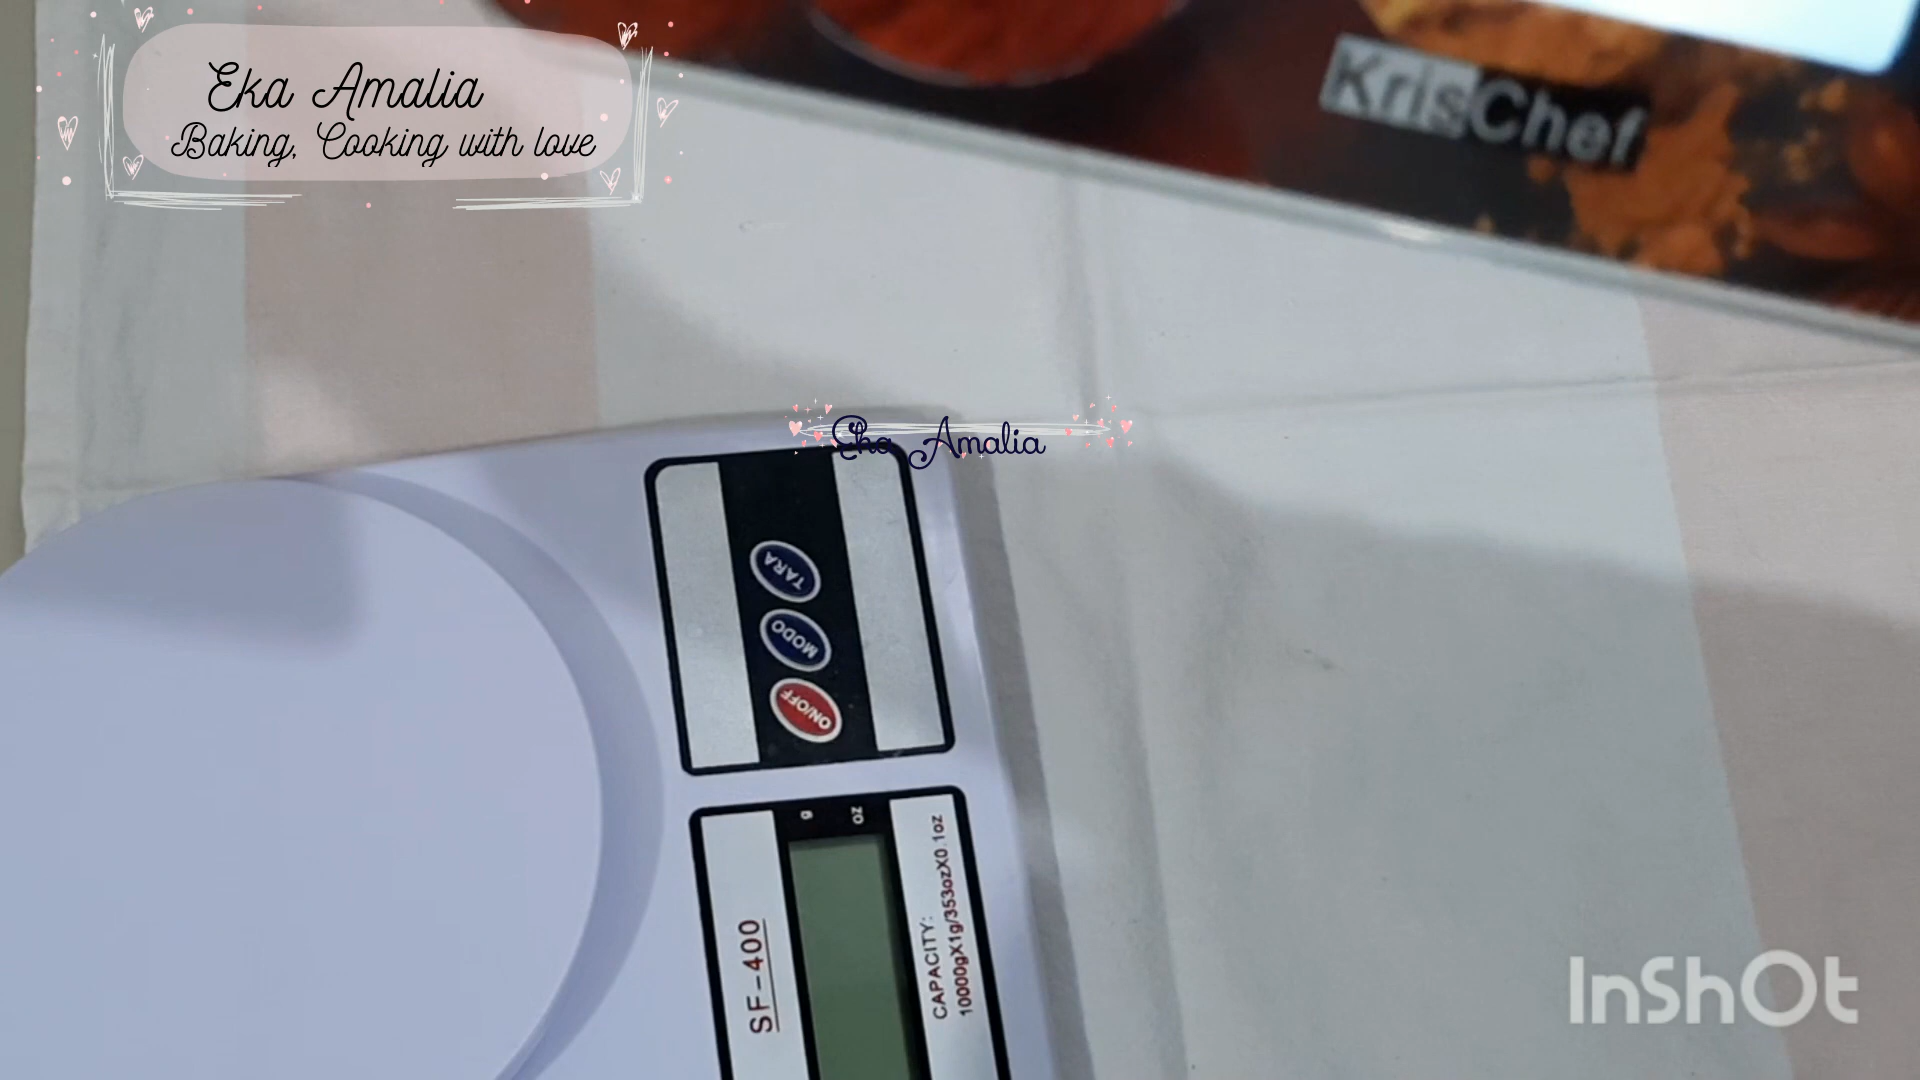 Eka Amalia
Baking, Cooking with love
KrisChef
Eka Amalia
TARA
MODO
ON/OFF
g
oz
SF-400
CAPACITY:
10000gX1g/353ozX0.1oz
InShOt